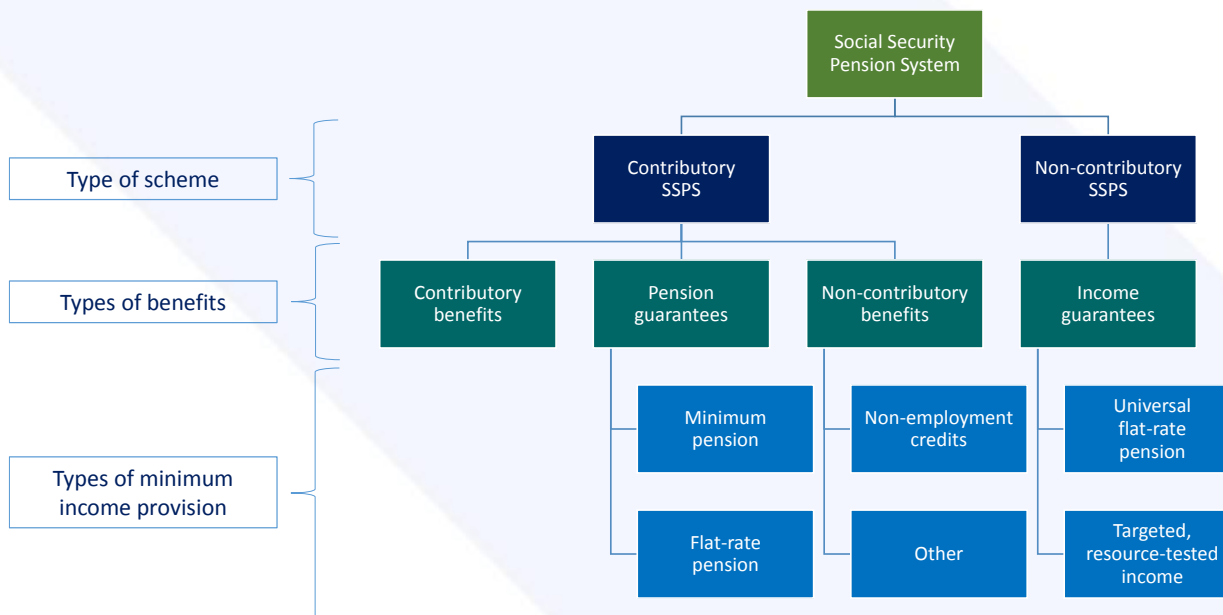 Social Security
Pension System
Type of scheme
Contributory
SSPS
Non-contributory
SSPS
Types of benefits
Contributory
benefits
Pension
guarantees
Non-contributory
benefits
Income
guarantees
Types of minimum
income provision
Minimum
pension
Non-employment
credits
Universal
flat-rate
pension
Flat-rate
pension
Other
Targeted,
resource-tested
income